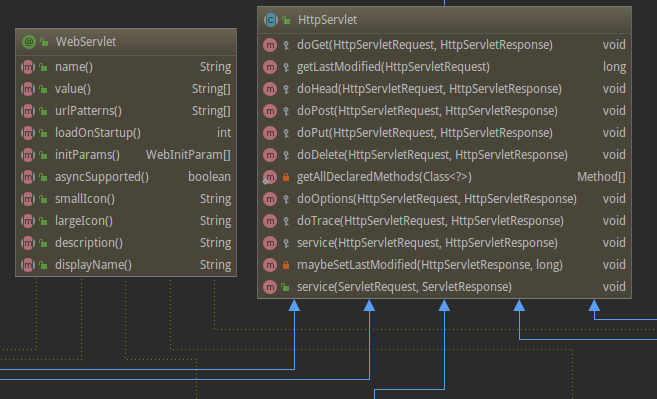 WebServlet
name() String
value() String[]
urlPatterns() String[]
loadOnStartup() int
initParams() WebInitParam[]
asyncSupported() boolean
smallIcon() String
largeIcon() String
description() String
displayName() String
HttpServlet
doGet(HttpServletRequest, HttpServletResponse) void
getLastModified(HttpServletRequest) long
doHead(HttpServletRequest, HttpServletResponse) void
doPost(HttpServletRequest, HttpServletResponse) void
doPut(HttpServletRequest, HttpServletResponse) void
doDelete(HttpServletRequest, HttpServletResponse) void
getAllDeclaredMethods(Class<?>) Method[]
doOptions(HttpServletRequest, HttpServletResponse) void
doTrace(HttpServletRequest, HttpServletResponse) void
service(HttpServletRequest, HttpServletResponse) void
maybeSetLastModified(HttpServletResponse, long) void
service(ServletRequest, ServletResponse) void